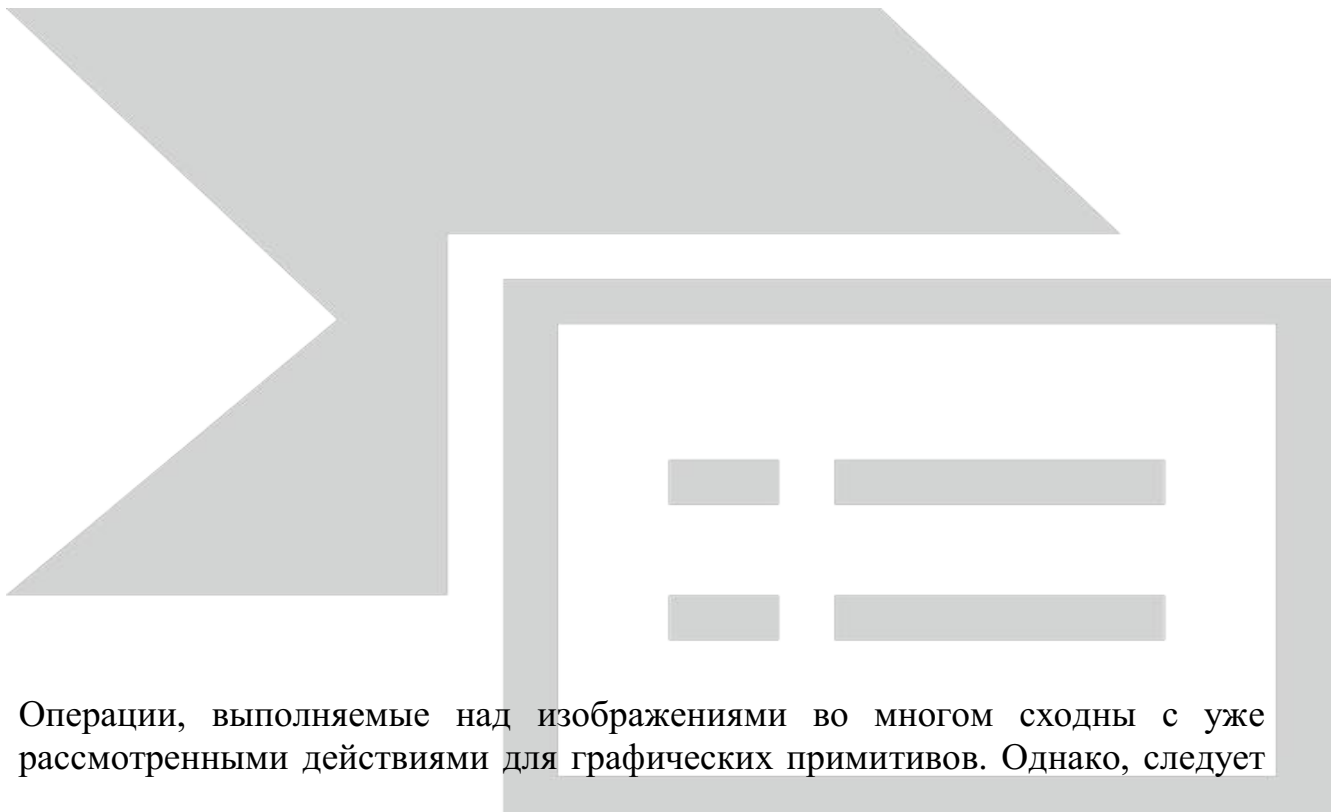 Операции, выполняемые над изображениями во многом сходны с уже
рассмотренными действиями для графических примитивов. Однако, следует